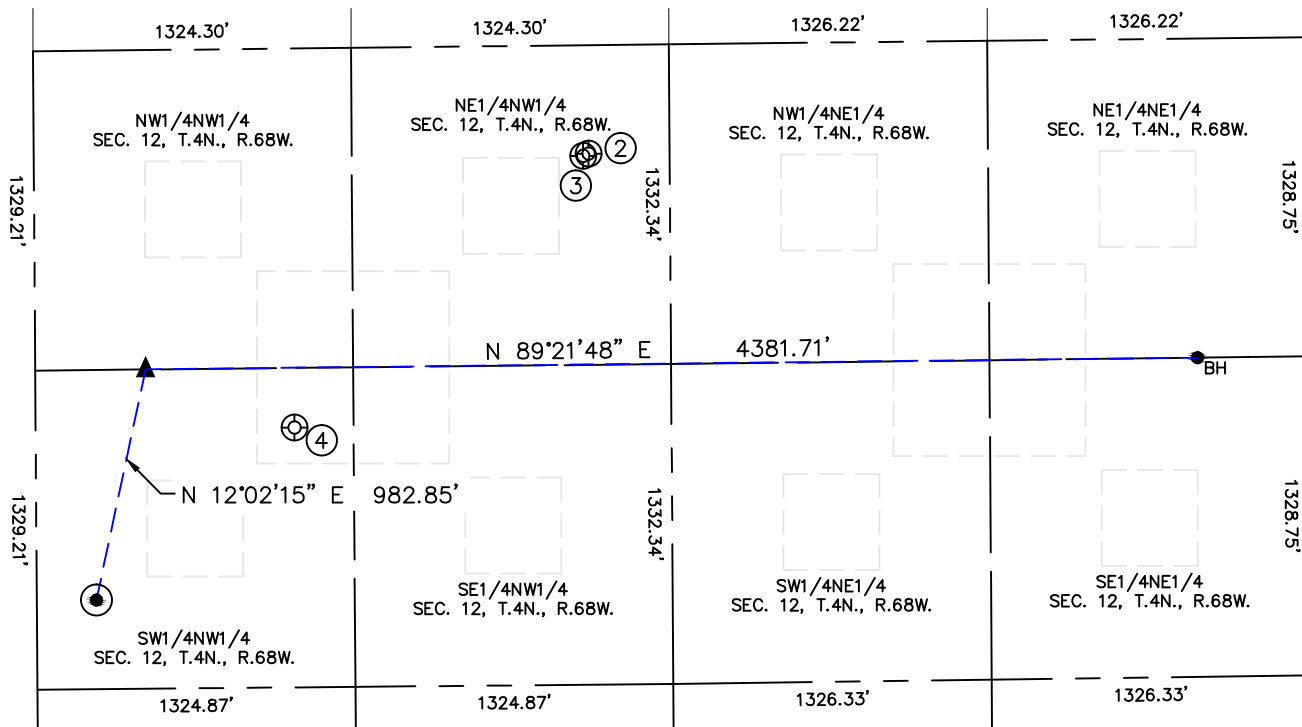 1324.30'
1324.30'
1326.22'
1326.22'
NW1/4NW1/4
SEC. 12, T.4N., R.68W.
NE1/4NW1/4
SEC. 12, T.4N., R.68W.
NW1/4NE1/4
SEC. 12, T.4N., R.68W.
NE1/4NE1/4
SEC. 12, T.4N., R.68W.
2
3
1329.21'
1332.34'
1328.75'
N 89°21'48" E 4381.71'
BH
4
N 12°02'15" E 982.85'
1329.21'
1332.34'
1328.75'
SW1/4NW1/4
SEC. 12, T.4N., R.68W.
SE1/4NW1/4
SEC. 12, T.4N., R.68W.
SW1/4NE1/4
SEC. 12, T.4N., R.68W.
SE1/4NE1/4
SEC. 12, T.4N., R.68W.
1324.87'
1324.87'
1326.33'
1326.33'